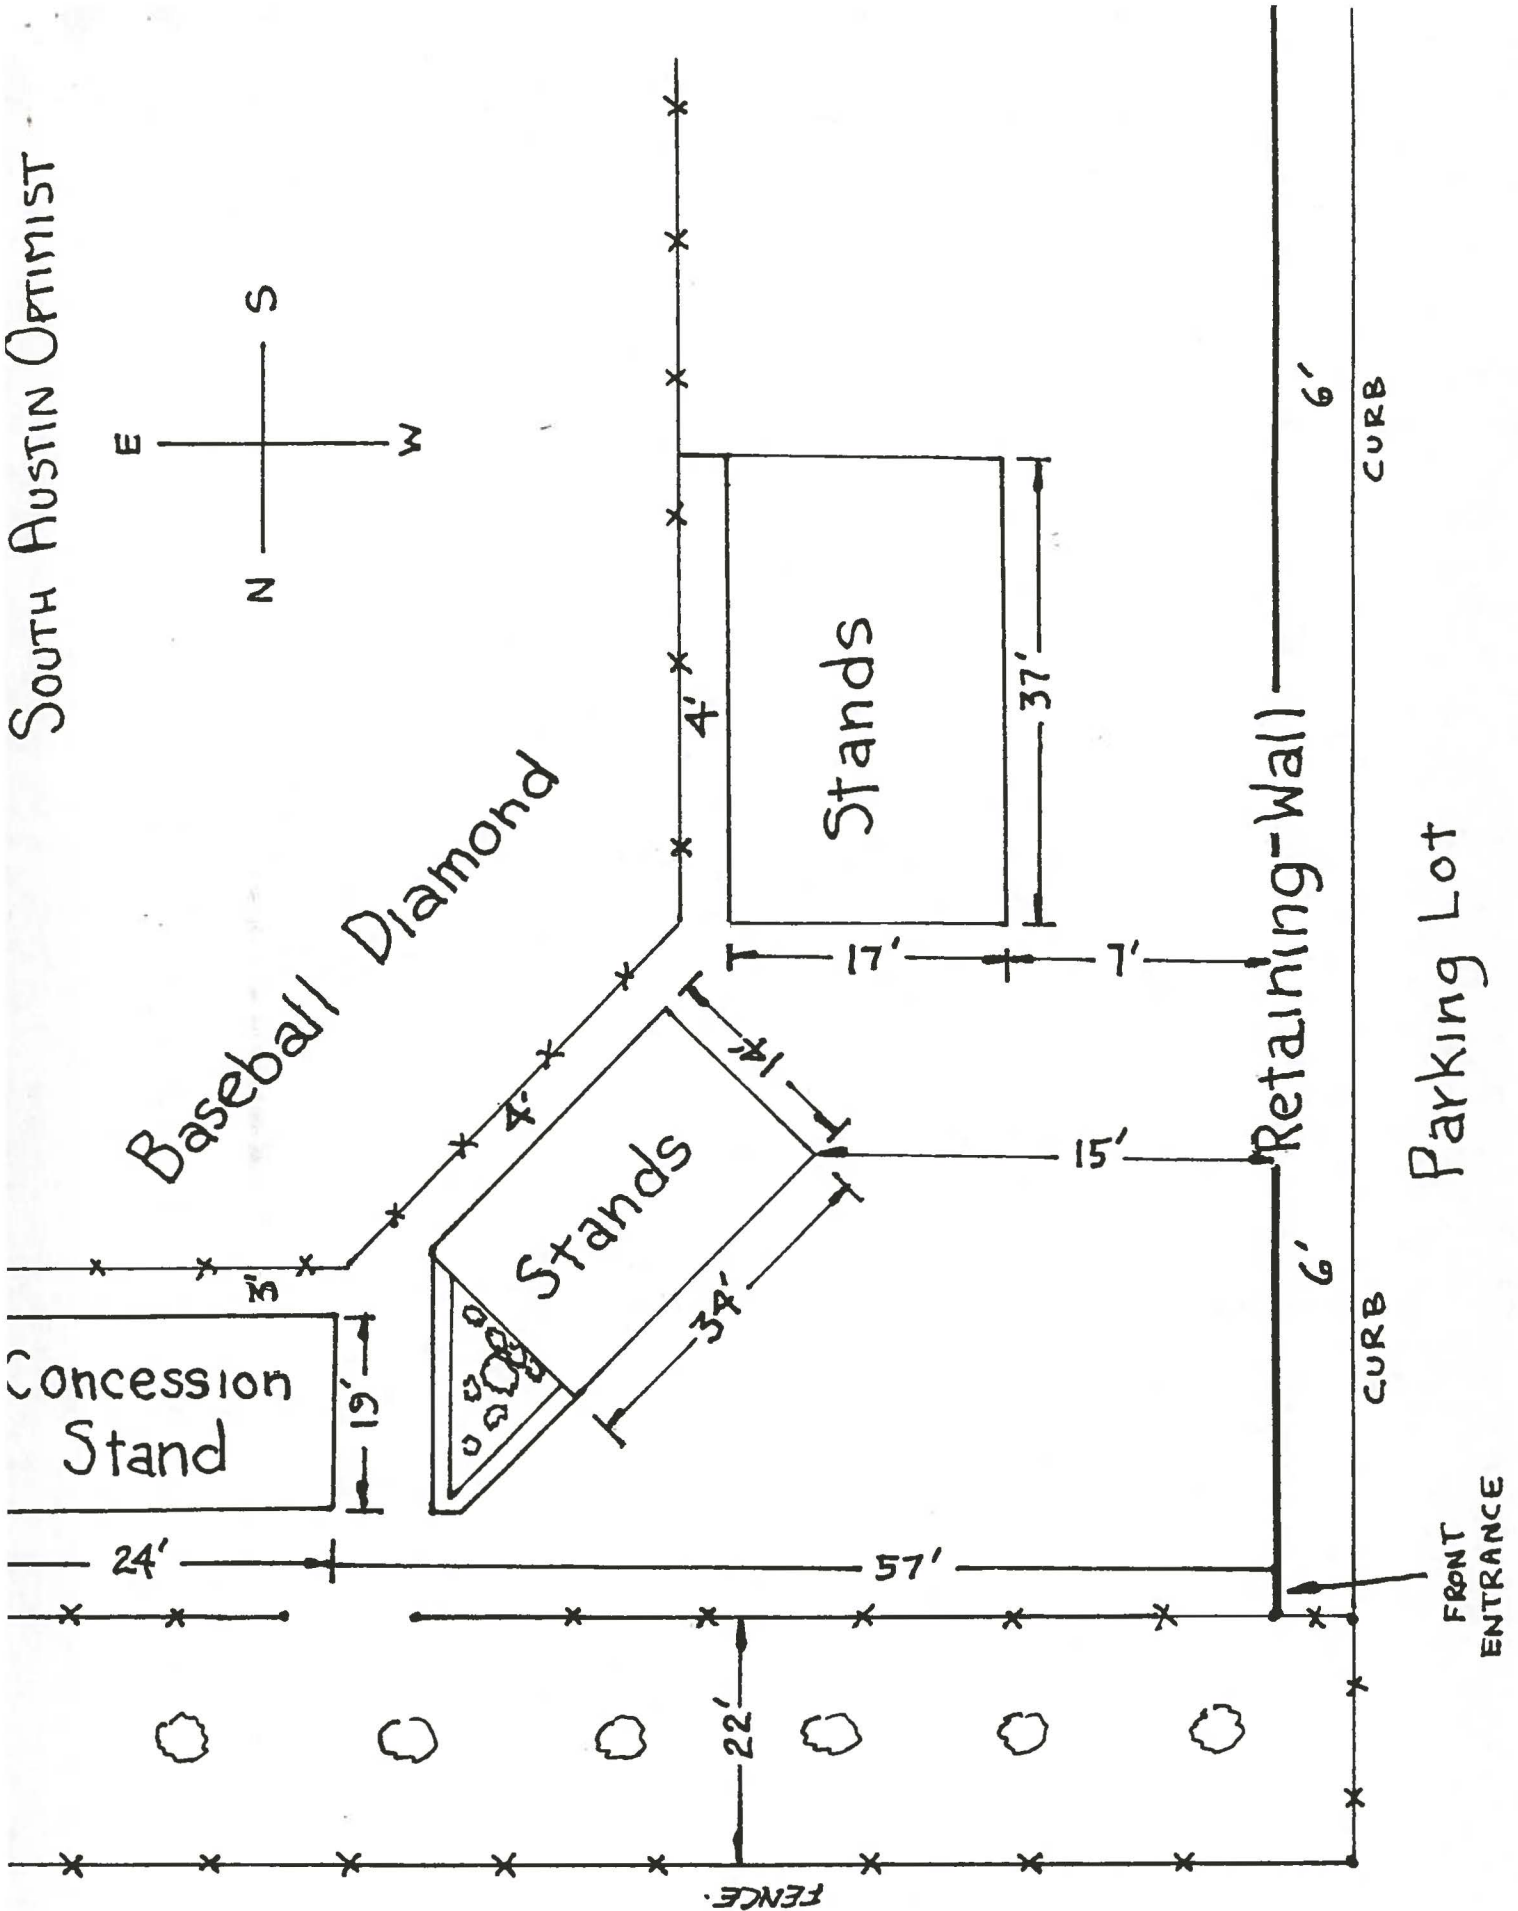 SOUTH AUSTIN OPTIMIST
E
N
S
W
Baseball Diamond
3'
Concession
Stand
19'
4'
4'
Stands
Stands
14'
34'
37'
17'
7'
15'
24'
57'
22'
Retaining-Wall
6'
6'
CURB
CURB
Parking Lot
FRONT
ENTRANCE
FENCE.